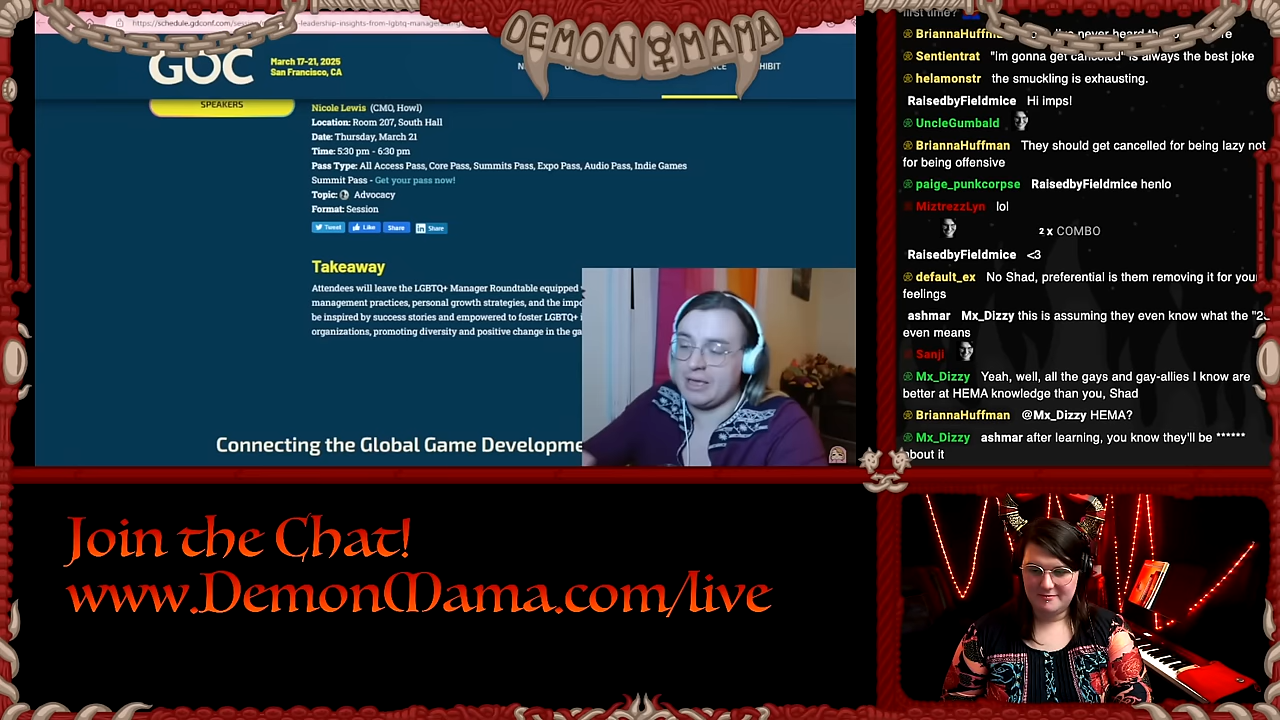 https://schedule.gdconf.com/sess
-leadership-insights-from-lgbtq-manage
DEMON MAMA
GDC
March 17-21, 2025
San Francisco, CA
HIBIT
SPEAKERS
Nicole Lewis (CMO, Howl)
Location: Room 207, South Hall
Date: Thursday, March 21
Time: 5:30 pm - 6:30 pm
Pass Type: All Access Pass, Core Pass, Summits Pass, Expo Pass, Audio Pass, Indie Games
Summit Pass - Get your pass now!
Topic: Advocacy
Format: Session
Tweet Like Share Share
Takeaway
Attendees will leave the LGBTQ+ Manager Roundtable equipped
management practices, personal growth strategies, and the impo
be inspired by success stories and empowered to foster LGBTQ+ i
organizations, promoting diversity and positive change in the ga
Connecting the Global Game Developme
Join the Chat!
www.DemonMama.com/live
first time?
BriannaHuffm
never heard
Sentientrat "im gonna get cancelled" is always the best joke
helamonstr the smuckling is exhausting.
RaisedbyFieldmice Hi imps!
UncleGumbald
BriannaHuffman They should get cancelled for being lazy not
for being offensive
paige_punkcorpse RaisedbyFieldmice henlo
MiztrezzLyn lol
2 x COMBO
RaisedbyFieldmice <3
default_ex No Shad, preferential is them removing it for your
feelings
ashmar Mx_Dizzy this is assuming they even know what the "2
even means
Sanji
Mx_Dizzy Yeah, well, all the gays and gay-allies I know are
better at HEMA knowledge than you, Shad
BriannaHuffman @Mx_Dizzy HEMA?
Mx_Dizzy ashmar after learning, you know they'll be ******
about it